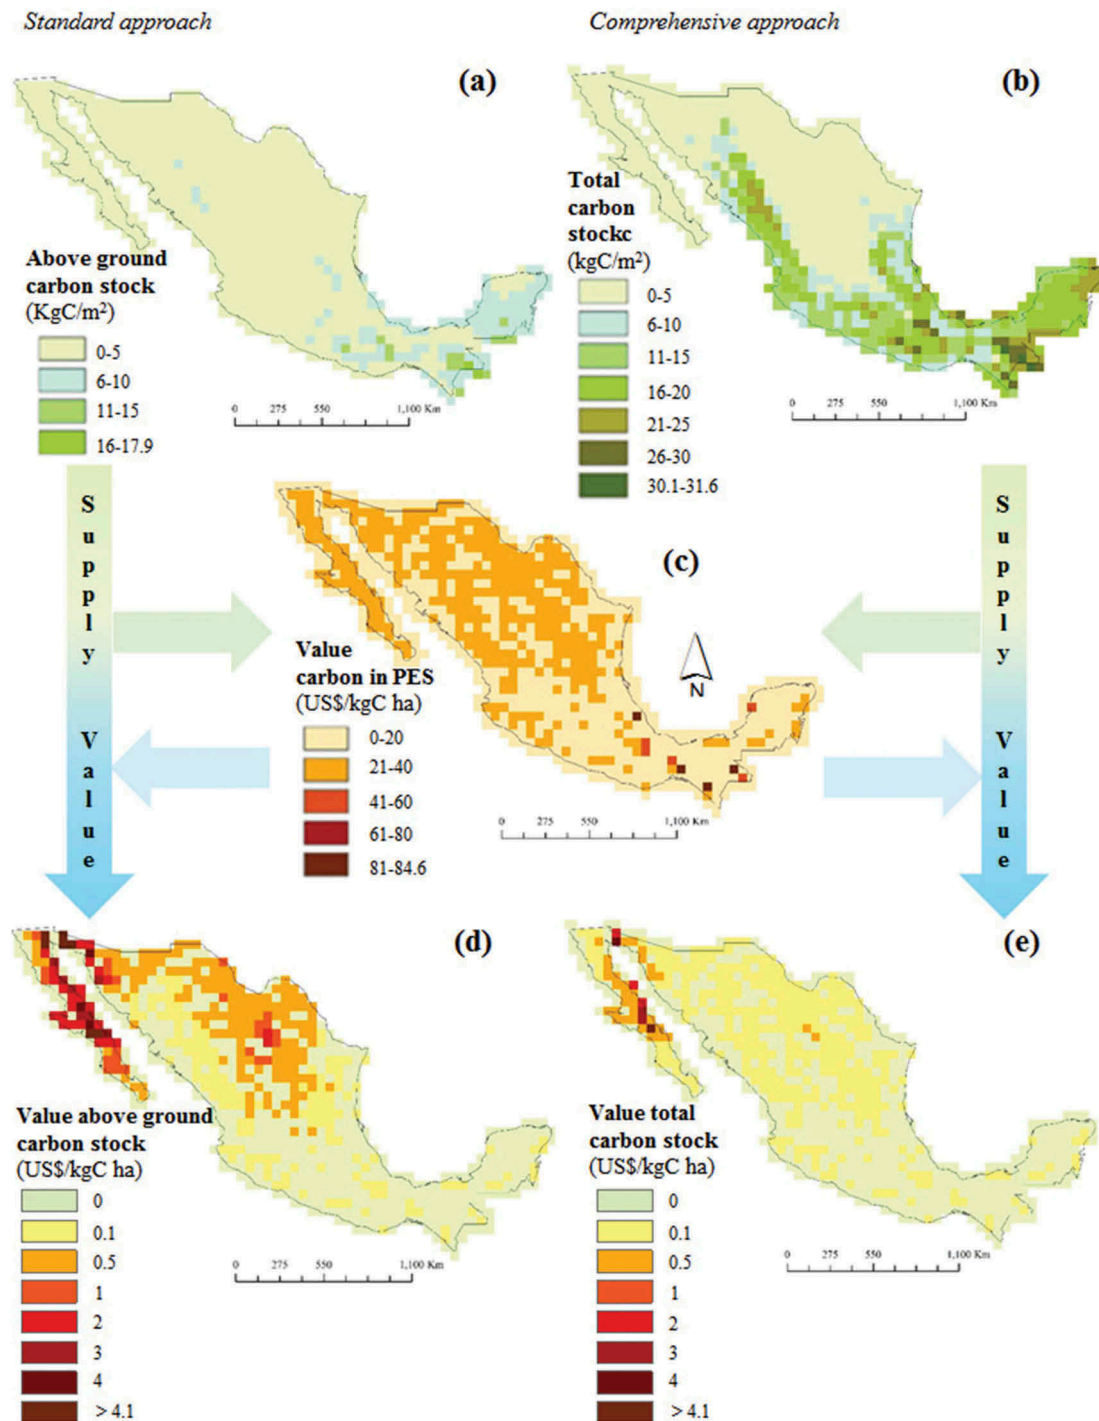 Standard approach
Comprehensive approach
(a)
Above ground
carbon stock
(KgC/m²)
0-5
6-10
11-15
16-17.9
0 275 550 1,100 Km
(b)
Total
carbon
stockc
(kgC/m²)
0-5
6-10
11-15
16-20
21-25
26-30
30.1-31.6
0 275 550 1,100 Km
Supply
Value
(c)
Value
carbon in PES
(US$/kgC ha)
0-20
21-40
41-60
61-80
81-84.6
N
0 275 550 1,100 Km
Supply
Value
(d)
Value above ground
carbon stock
(US$/kgC ha)
0
0.1
0.5
1
2
3
4
> 4.1
0 275 550 1,100 Km
(e)
Value total
carbon stock
(US$/kgC ha)
0
0.1
0.5
1
2
3
4
> 4.1
0 275 550 1,100 Km